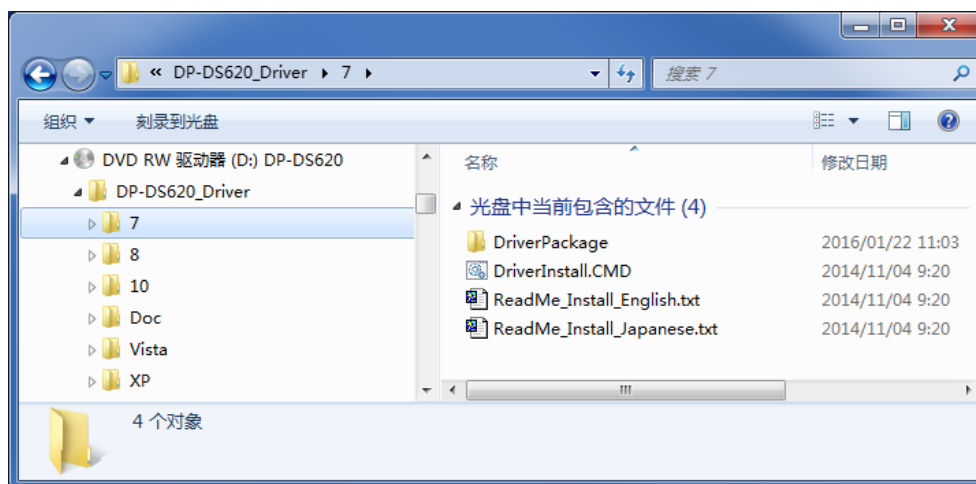 « DP-DS620_Driver ▸ 7 ▸
搜索 7
组织 刻录到光盘
DVD RW 驱动器 (D:) DP-DS620
DP-DS620_Driver
7
8
10
Doc
Vista
XP
名称 修改日期
光盘中当前包含的文件 (4)
DriverPackage 2016/01/22 11:03
DriverInstall.CMD 2014/11/04 9:20
ReadMe_Install_English.txt 2014/11/04 9:20
ReadMe_Install_Japanese.txt 2014/11/04 9:20
4 个对象